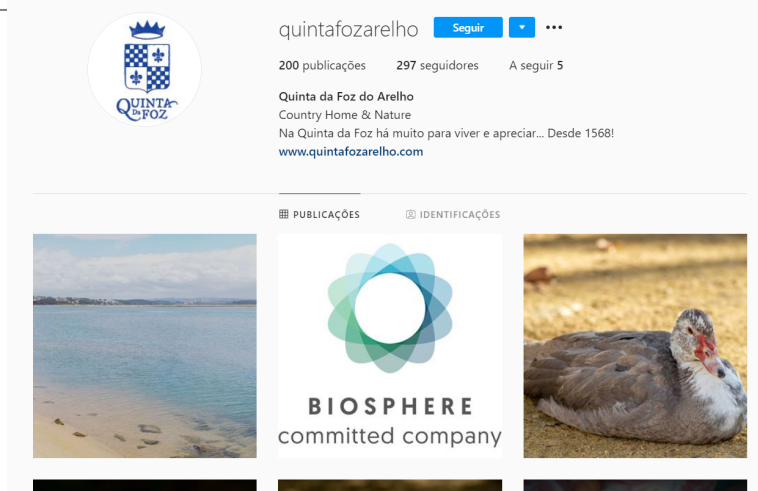 quintafozarelho Seguir
200 publicações 297 seguidores A seguir 5
Quinta da Foz do Arelho
Country Home & Nature
Na Quinta da Foz há muito para viver e apreciar... Desde 1568!
www.quintafozarelho.com
QUINTA
DA FOZ
PUBLICAÇÕES IDENTIFICAÇÕES
BIOSPHERE
committed company